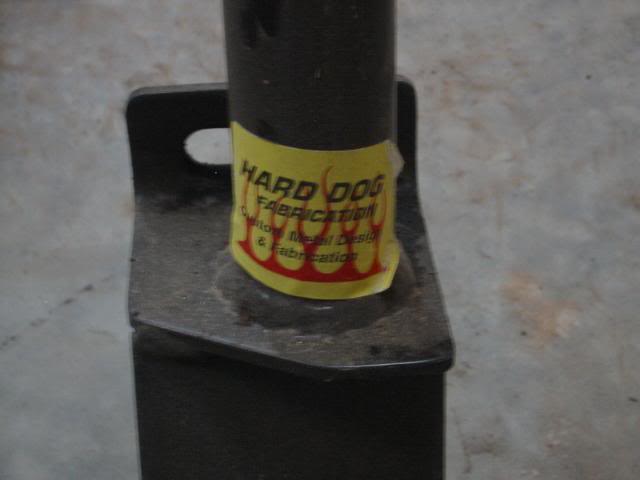 HARD DOG
FABRICATION
Custom Metal Design
& Fabrication